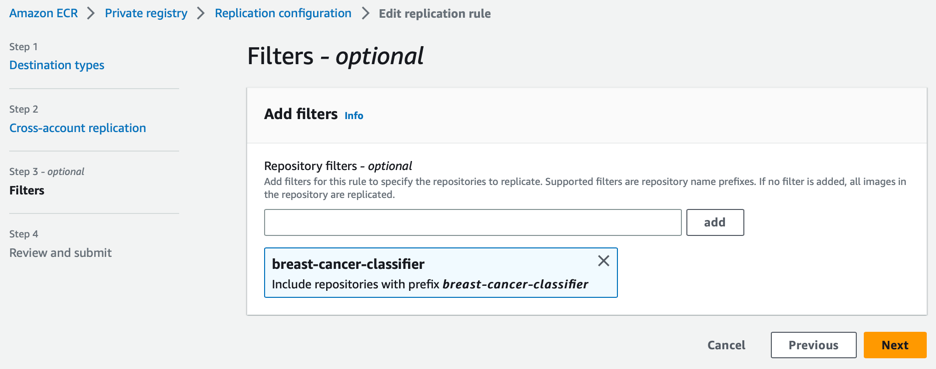 Amazon ECR > Private registry > Replication configuration > Edit replication rule
Step 1
Destination types
Step 2
Cross-account replication
Step 3 - optional
Filters
Step 4
Review and submit
Filters - optional
Add filters Info
Repository filters - optional
Add filters for this rule to specify the repositories to replicate. Supported filters are repository name prefixes. If no filter is added, all images in
the repository are replicated.
add
breast-cancer-classifier
Include repositories with prefix breast-cancer-classifier
Cancel Previous Next